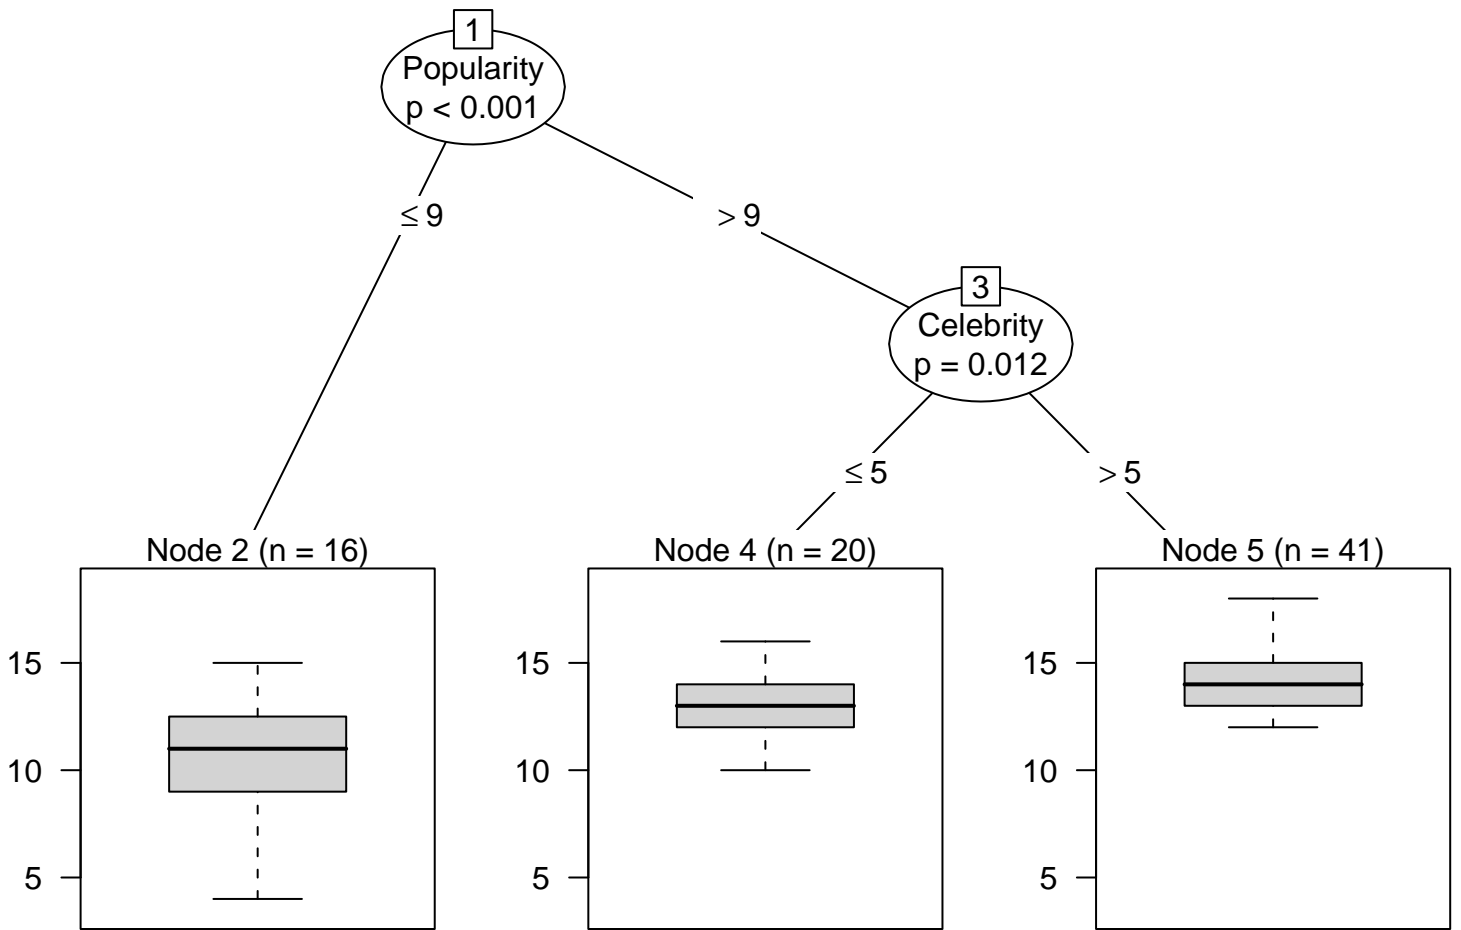 1
Popularity
p < 0.001
≤ 9
> 9
3
Celebrity
p = 0.012
≤ 5
> 5
Node 2 (n = 16)
Node 4 (n = 20)
Node 5 (n = 41)
15
10
5
15
10
5
15
10
5